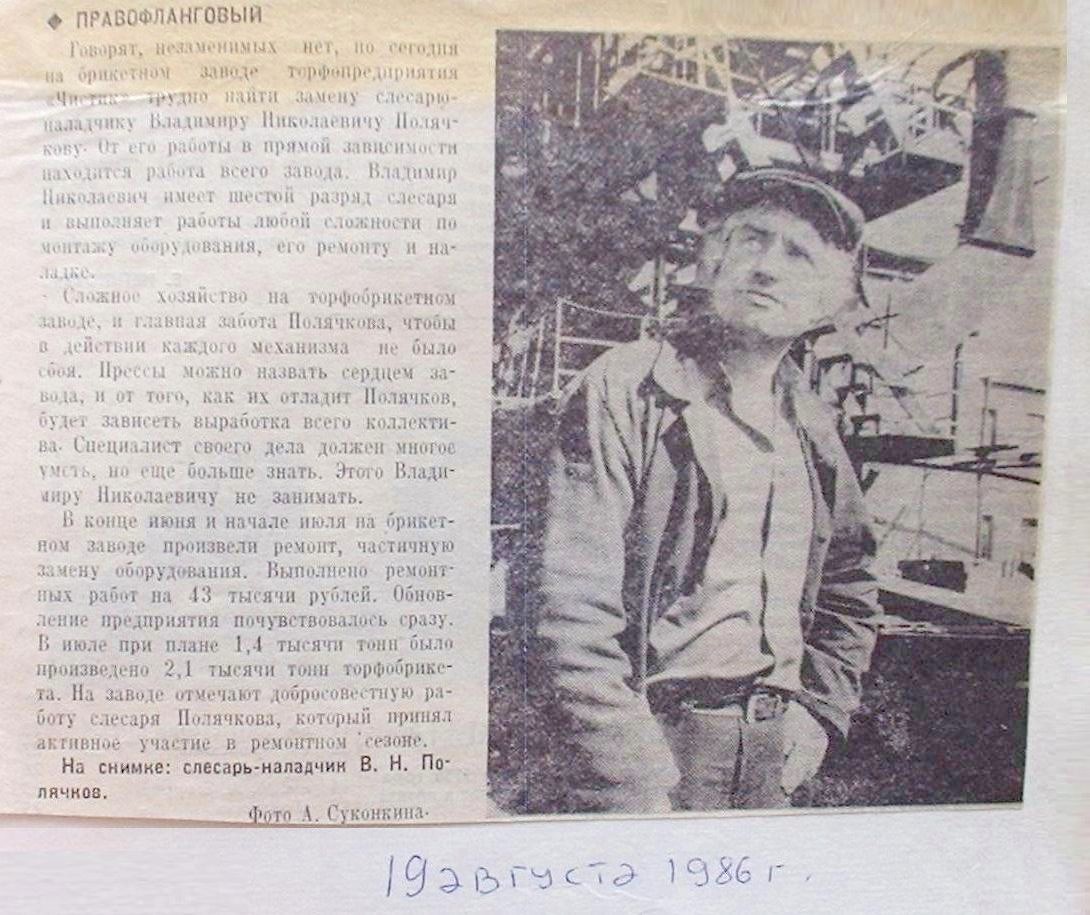 ◆ ПРАВОФЛАНГОВЫЙ
Говорят, незаменимых нет, но сегодня
на брикетном заводе торфопредприятия
«Чистик» трудно найти замену слесарю-
наладчику Владимиру Николаевичу Поляч-
кову. От его работы в прямой зависимости
находится работа всего завода. Владимир
Николаевич имеет шестой разряд слесаря
и выполняет работы любой сложности по
монтажу оборудования, его ремонту и на-
ладке.
Сложное хозяйство на торфобрикетном
заводе, и главная забота Полячкова, чтобы
в действии каждого механизма не было
сбоя. Прессы можно назвать сердцем за-
вода, и от того, как их отладит Полячков,
будет зависеть выработка всего коллекти-
ва. Специалист своего дела должен многое
уметь, но еще больше знать. Этого Влади-
миру Николаевичу не занимать.
В конце июня и начале июля на брикет-
ном заводе произвели ремонт, частичную
замену оборудования. Выполнено ремонт-
ных работ на 43 тысячи рублей. Обнов-
ление предприятия почувствовалось сразу.
В июле при плане 1,4 тысячи тонн было
произведено 2,1 тысячи тонн торфобрике-
та. На заводе отмечают добросовестную ра-
боту слесаря Полячкова, который принял
активное участие в ремонтном сезоне.
На снимке: слесарь-наладчик В. Н. По-
лячков.
Фото А. Суконкина.
19 августа 1986 г.